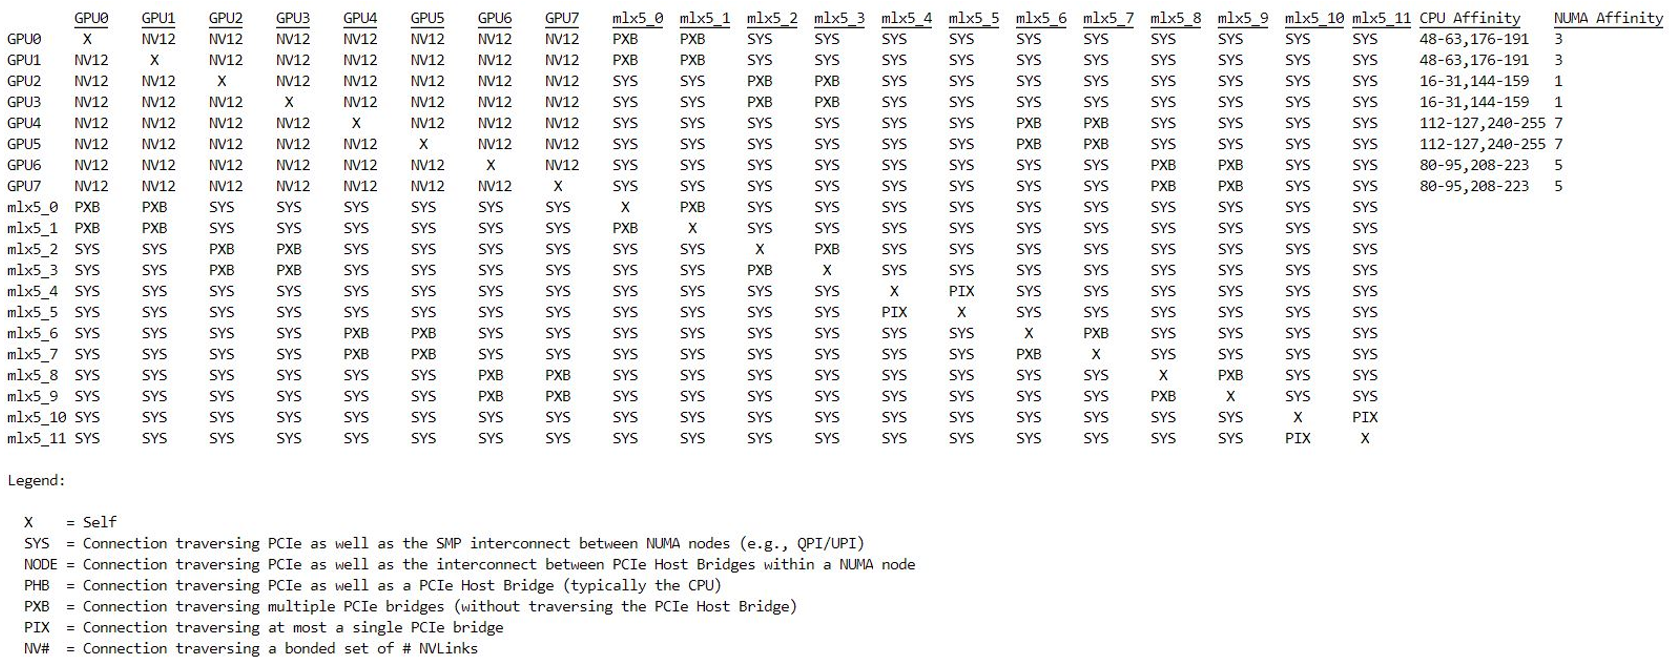 GPU0 GPU1 GPU2 GPU3 GPU4 GPU5 GPU6 GPU7 mlx5_0 mlx5_1 mlx5_2 mlx5_3 mlx5_4 mlx5_5 mlx5_6 mlx5_7 mlx5_8 mlx5_9 mlx5_10 mlx5_11 CPU Affinity NUMA Affinity
GPU0 X NV12 NV12 NV12 NV12 NV12 NV12 NV12 PXB PXB SYS SYS SYS SYS SYS SYS SYS SYS SYS SYS 48-63,176-191 3
GPU1 NV12 X NV12 NV12 NV12 NV12 NV12 NV12 PXB PXB SYS SYS SYS SYS SYS SYS SYS SYS SYS SYS 48-63,176-191 3
GPU2 NV12 NV12 X NV12 NV12 NV12 NV12 NV12 SYS SYS PXB PXB SYS SYS SYS SYS SYS SYS SYS SYS 16-31,144-159 1
GPU3 NV12 NV12 NV12 X NV12 NV12 NV12 NV12 SYS SYS PXB PXB SYS SYS SYS SYS SYS SYS SYS SYS 16-31,144-159 1
GPU4 NV12 NV12 NV12 NV12 X NV12 NV12 NV12 SYS SYS SYS SYS SYS SYS PXB PXB SYS SYS SYS SYS 112-127,240-255 7
GPU5 NV12 NV12 NV12 NV12 NV12 X NV12 NV12 SYS SYS SYS SYS SYS SYS PXB PXB SYS SYS SYS SYS 112-127,240-255 7
GPU6 NV12 NV12 NV12 NV12 NV12 NV12 X NV12 SYS SYS SYS SYS SYS SYS SYS SYS PXB PXB SYS SYS 80-95,208-223 5
GPU7 NV12 NV12 NV12 NV12 NV12 NV12 NV12 X SYS SYS SYS SYS SYS SYS SYS SYS PXB PXB SYS SYS 80-95,208-223 5
mlx5_0 PXB PXB SYS SYS SYS SYS SYS SYS X PXB SYS SYS SYS SYS SYS SYS SYS SYS SYS SYS
mlx5_1 PXB PXB SYS SYS SYS SYS SYS SYS PXB X SYS SYS SYS SYS SYS SYS SYS SYS SYS SYS
mlx5_2 SYS SYS PXB PXB SYS SYS SYS SYS SYS SYS X PXB SYS SYS SYS SYS SYS SYS SYS SYS
mlx5_3 SYS SYS PXB PXB SYS SYS SYS SYS SYS SYS PXB X SYS SYS SYS SYS SYS SYS SYS SYS
mlx5_4 SYS SYS SYS SYS SYS SYS SYS SYS SYS SYS SYS SYS X PIX SYS SYS SYS SYS SYS SYS
mlx5_5 SYS SYS SYS SYS SYS SYS SYS SYS SYS SYS SYS SYS PIX X SYS SYS SYS SYS SYS SYS
mlx5_6 SYS SYS SYS SYS PXB PXB SYS SYS SYS SYS SYS SYS SYS SYS X PXB SYS SYS SYS SYS
mlx5_7 SYS SYS SYS SYS PXB PXB SYS SYS SYS SYS SYS SYS SYS SYS PXB X SYS SYS SYS SYS
mlx5_8 SYS SYS SYS SYS SYS SYS PXB PXB SYS SYS SYS SYS SYS SYS SYS SYS X PXB SYS SYS
mlx5_9 SYS SYS SYS SYS SYS SYS PXB PXB SYS SYS SYS SYS SYS SYS SYS SYS PXB X SYS SYS
mlx5_10 SYS SYS SYS SYS SYS SYS SYS SYS SYS SYS SYS SYS SYS SYS SYS SYS SYS SYS X PIX
mlx5_11 SYS SYS SYS SYS SYS SYS SYS SYS SYS SYS SYS SYS SYS SYS SYS SYS SYS SYS PIX X
Legend:
X = Self
SYS = Connection traversing PCIe as well as the SMP interconnect between NUMA nodes (e.g., QPI/UPI)
NODE = Connection traversing PCIe as well as the interconnect between PCIe Host Bridges within a NUMA node
PHB = Connection traversing PCIe as well as a PCIe Host Bridge (typically the CPU)
PXB = Connection traversing multiple PCIe bridges (without traversing the PCIe Host Bridge)
PIX = Connection traversing at most a single PCIe bridge
NV# = Connection traversing a bonded set of # NVLinks